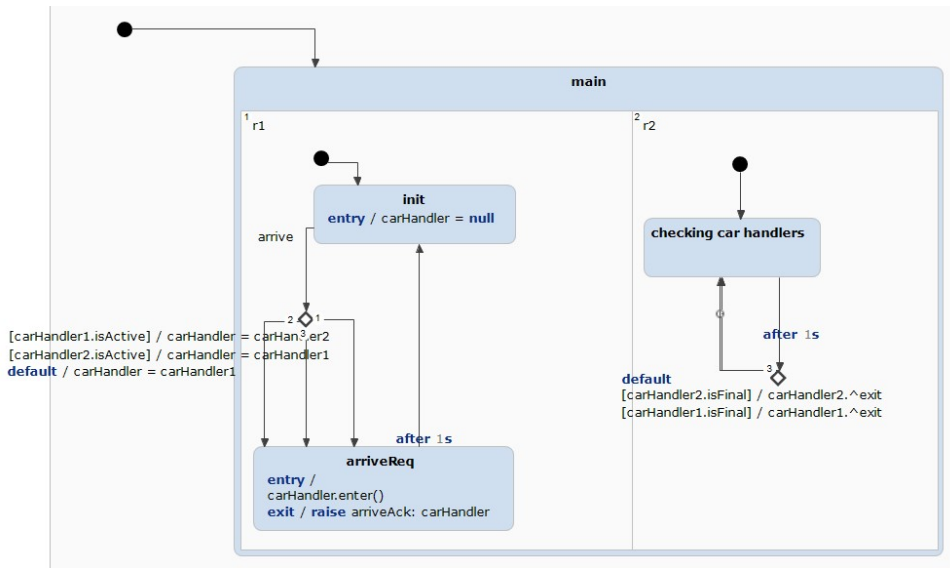 main
1
r1
2
r2
init
entry / carHandler = null
arrive
checking car handlers
2
1
3
[carHandler1.isActive] / carHandler = carHandler2
[carHandler2.isActive] / carHandler = carHandler1
default / carHandler = carHandler1
after 1s
3
default
[carHandler2.isFinal] / carHandler2.^exit
[carHandler1.isFinal] / carHandler1.^exit
after 1s
arriveReq
entry /
carHandler.enter()
exit / raise arriveAck: carHandler